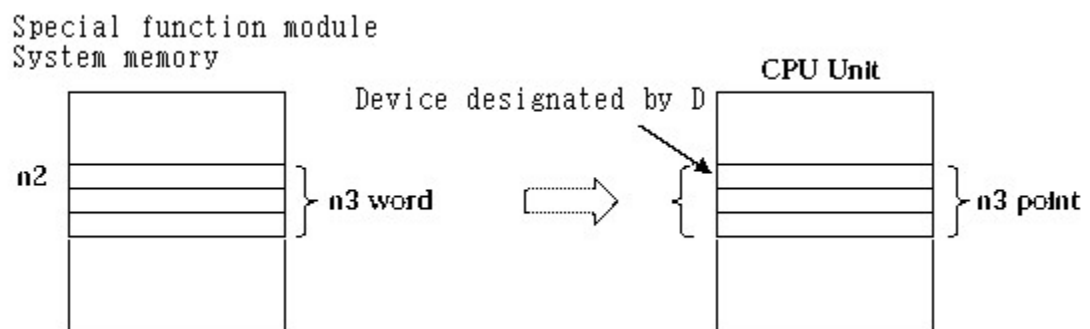 Special function module
System memory
CPU Unit
Device designated by D
n2
n3 word
n3 point